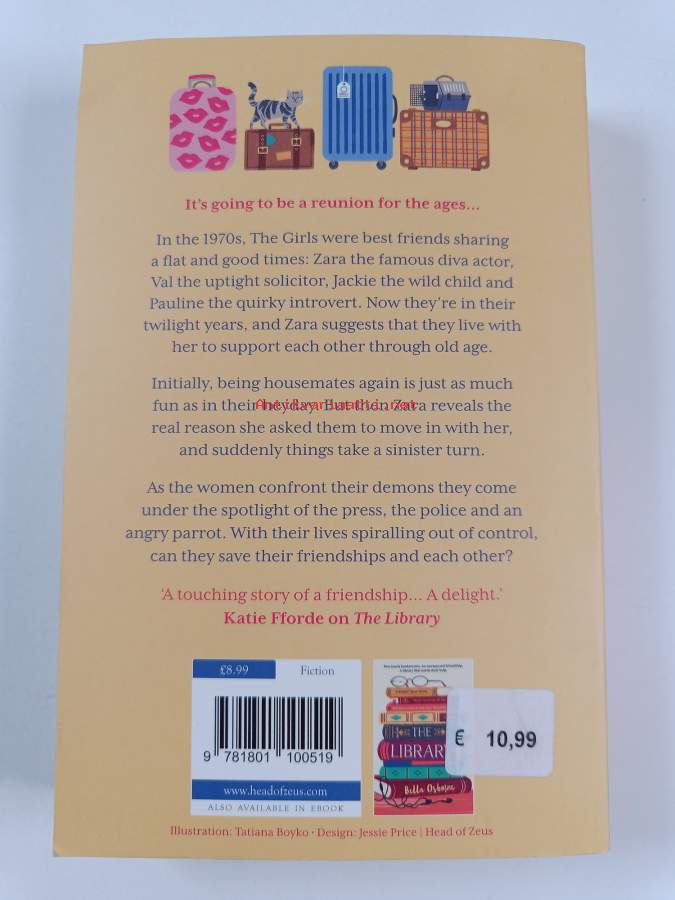 It's going to be a reunion for the ages...
In the 1970s, The Girls were best friends sharing
a flat and good times: Zara the famous diva actor,
Val the uptight solicitor, Jackie the wild child and
Pauline the quirky introvert. Now they're in their
twilight years, and Zara suggests that they live with
her to support each other through old age.
Initially, being housemates again is just as much
fun as in their heyday. But then Zara reveals the
Antikvariaatti.net
real reason she asked them to move in with her,
and suddenly things take a sinister turn.
As the women confront their demons they come
under the spotlight of the press, the police and an
angry parrot. With their lives spiralling out of control,
can they save their friendships and each other?
'A touching story of a friendship... A delight.'
Katie Fforde on The Library
£8.99 Fiction
9 781801 100519
www.headofzeus.com
ALSO AVAILABLE IN EBOOK
THE
LIBRARY
Bella Osborne
€ 10,99
Illustration: Tatiana Boyko · Design: Jessie Price | Head of Zeus